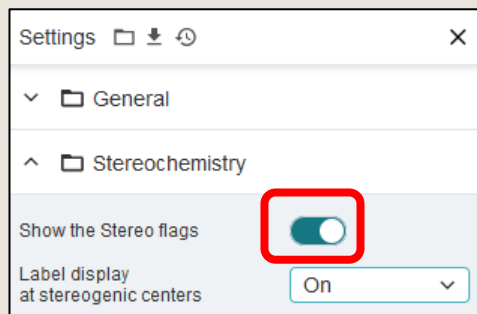 Settings
General
Stereochemistry
Show the Stereo flags
Label display
at stereogenic centers
On